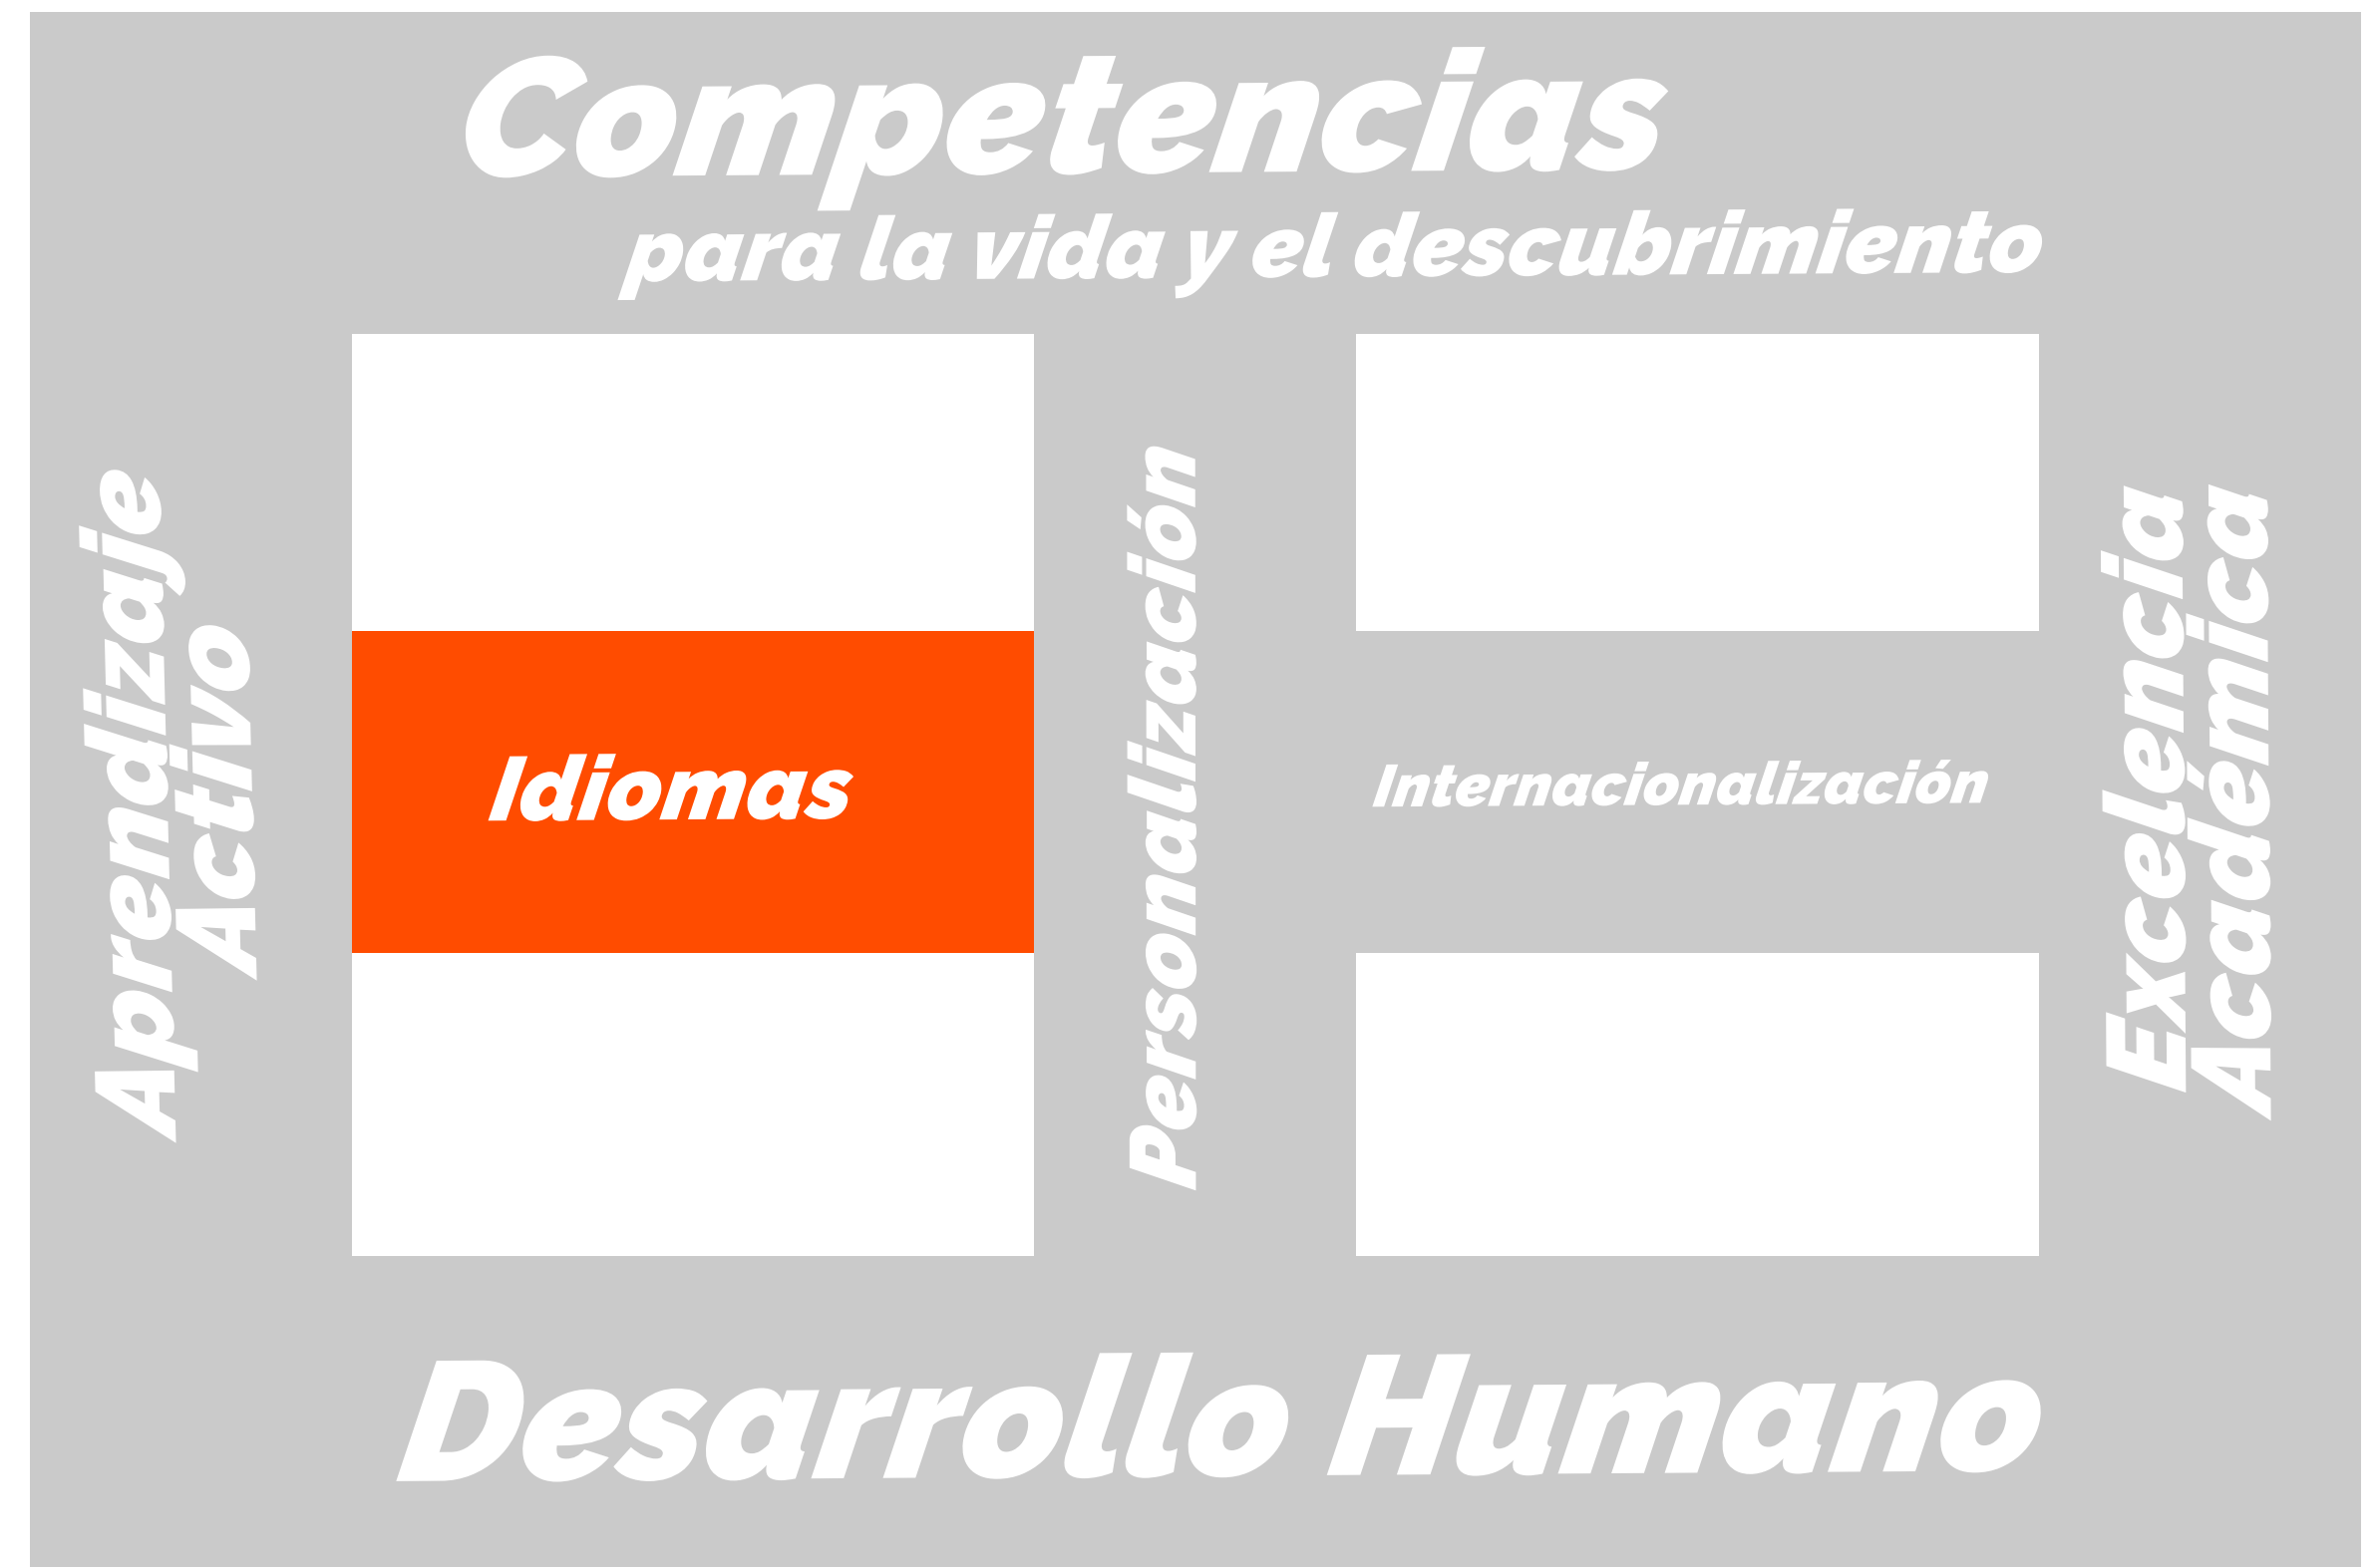 Competencias
para la vida y el descubrimiento
Aprendizaje
Activo
Idiomas
Personalización
Internacionalización
Excelencia
Académica
Desarrollo Humano